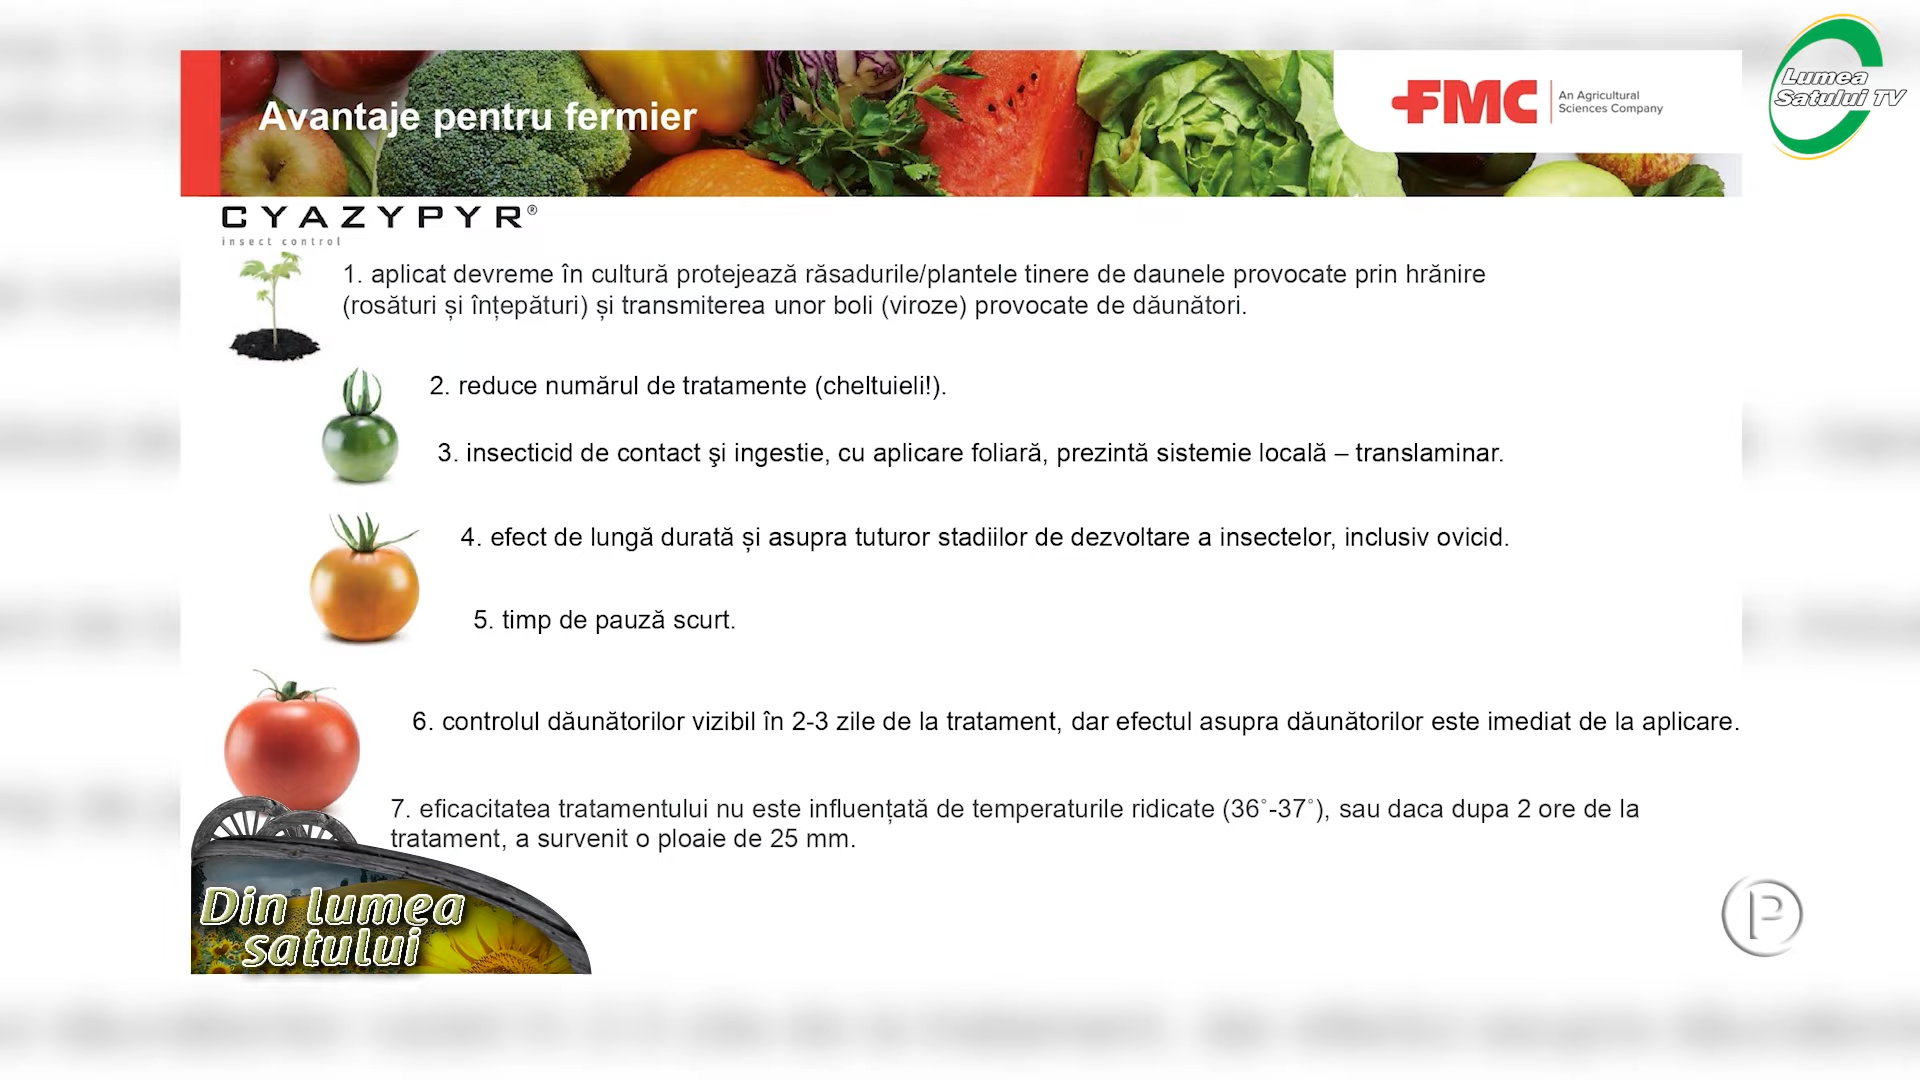 Lumea
Satului TV
Avantaje pentru fermier
FMC
An Agricultural
Sciences Company
CYAZYPYR®
insect control
1. aplicat devreme în cultură protejează răsadurile/plantele tinere de daunele provocate prin hrănire
(rosături și înțepături) și transmiterea unor boli (viroze) provocate de dăunători.
2. reduce numărul de tratamente (cheltuieli!).
3. insecticid de contact şi ingestie, cu aplicare foliară, prezintă sistemie locală – translaminar.
4. efect de lungă durată și asupra tuturor stadiilor de dezvoltare a insectelor, inclusiv ovicid.
5. timp de pauză scurt.
6. controlul dăunătorilor vizibil în 2-3 zile de la tratament, dar efectul asupra dăunătorilor este imediat de la aplicare.
7. eficacitatea tratamentului nu este influențată de temperaturile ridicate (36˚-37˚), sau daca dupa 2 ore de la
tratament, a survenit o ploaie de 25 mm.
Din lumea
satului
P